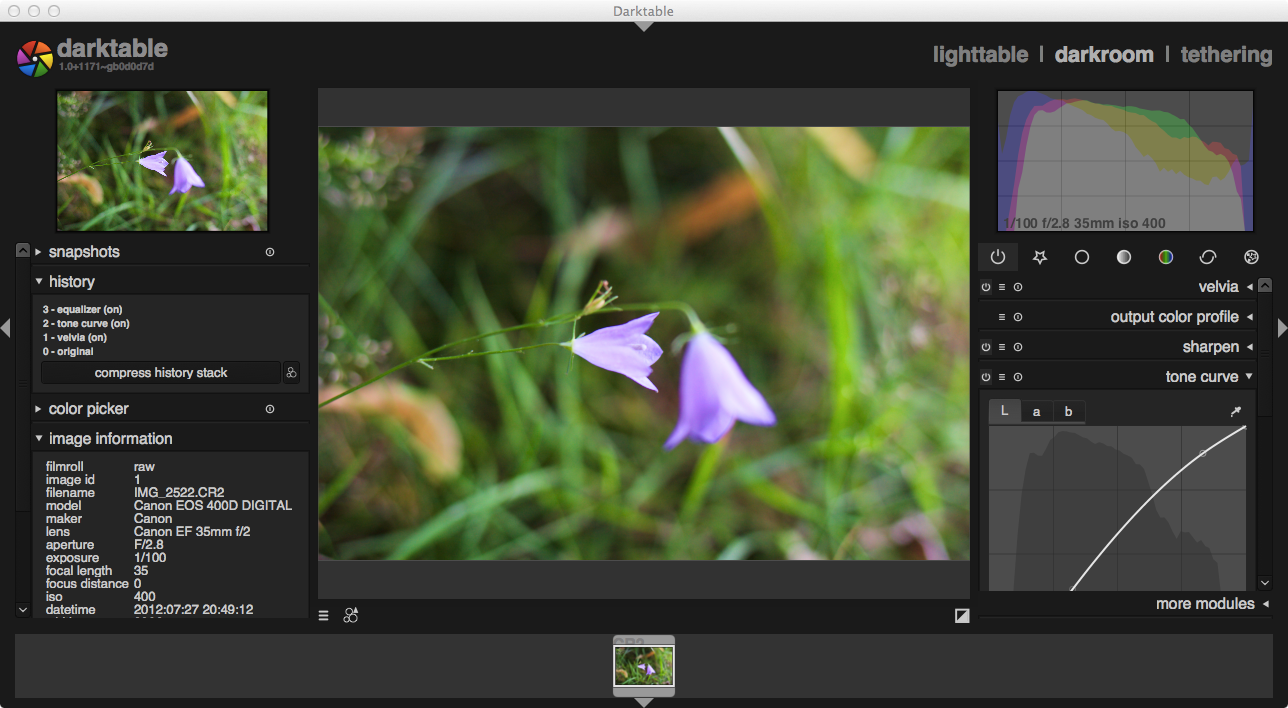 Darktable
darktable
1.0+1171~gb0d0d7d
lighttable | darkroom | tethering
1/100 f/2.8 35mm iso 400
snapshots
history
3 - equalizer (on)
2 - tone curve (on)
1 - velvia (on)
0 - original
compress history stack
color picker
image information
filmroll raw
image id 1
filename IMG_2522.CR2
model Canon EOS 400D DIGITAL
maker Canon
lens Canon EF 35mm f/2
aperture F/2.8
exposure 1/100
focal length 35
focus distance 0
iso 400
datetime 2012:07:27 20:49:12
velvia
output color profile
sharpen
tone curve
L a b
more modules
CR2